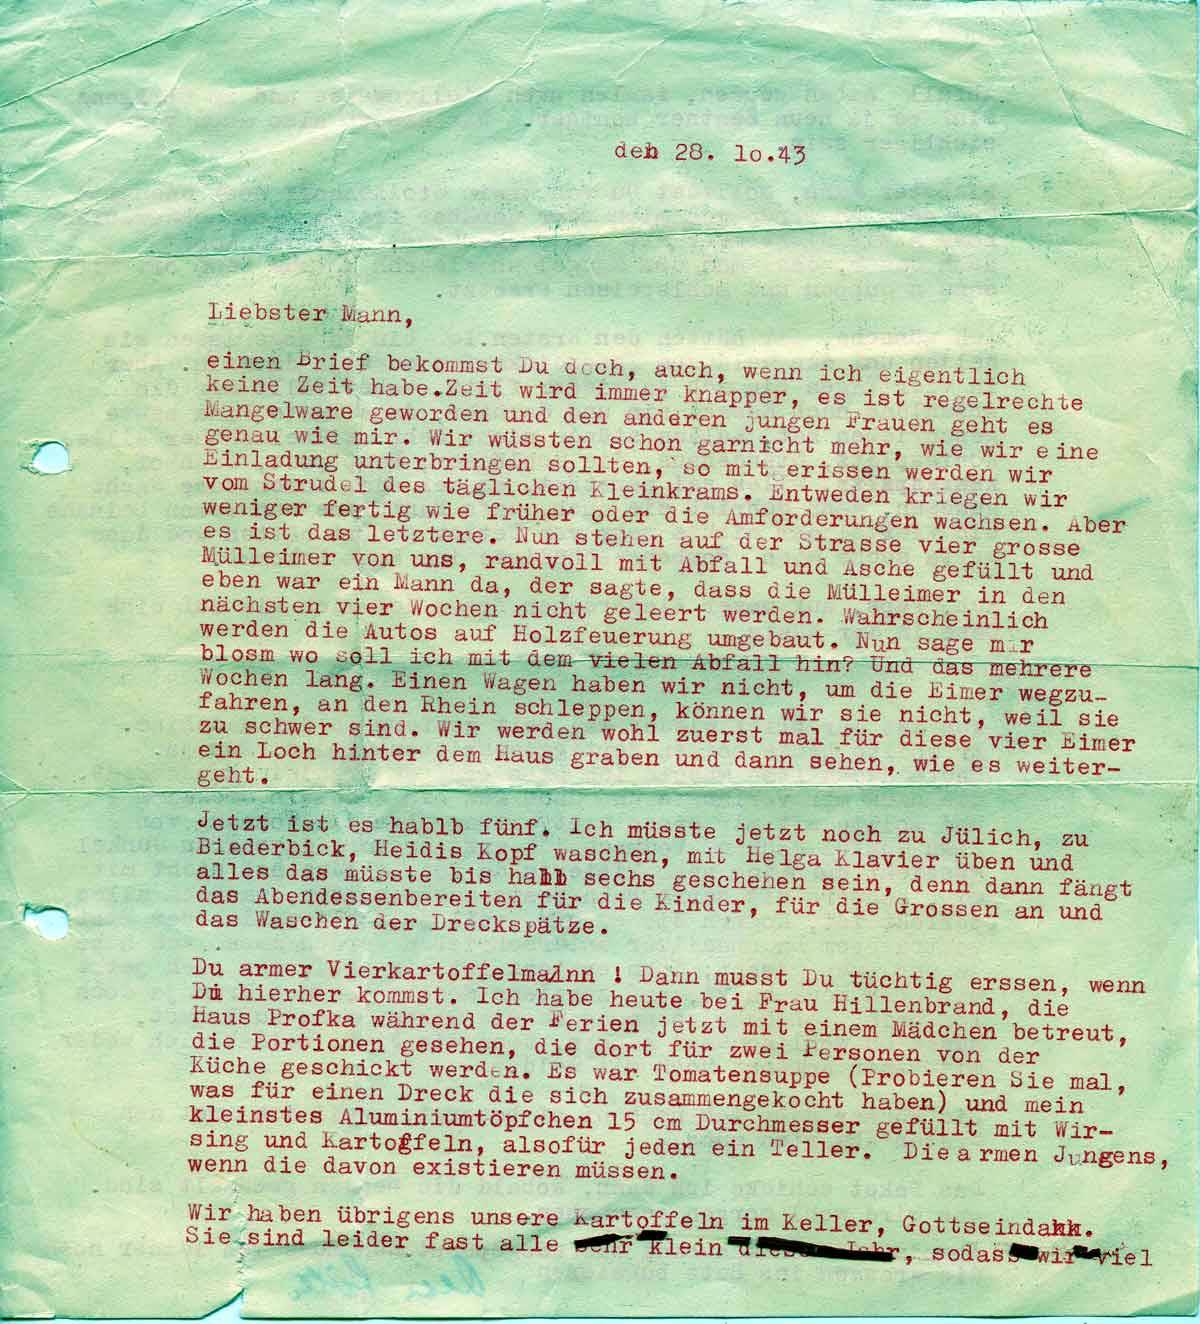 den 28. lo.43
Liebster Mann,
einen Brief bekommst Du doch, auch, wenn ich eigentlich
keine Zeit habe.Zeit wird immer knapper, es ist regelrechte
Mangelware geworden und den anderen jungen Frauen geht es
genau wie mir. Wir wüssten schon garnicht mehr, wie wir eine
Einladung unterbringen sollten, so mitgerissen werden wir
vom Strudel des täglichen Kleinkrams. Entweden kriegen wir
weniger fertig wie früher oder die Amforderungen wachsen. Aber
es ist das letztere. Nun stehen auf der Strasse vier grosse
Mülleimer von uns, randvoll mit Abfall und Asche gefüllt und
eben war ein Mann da, der sagte, dass die Mülleimer in den
nächsten vier Wochen nicht geleert werden. Wahrscheinlich
werden die Autos auf Holzfeuerung umgebaut. Nun sage mir
blosm wo soll ich mit dem vielen Abfall hin? Und das mehrere
Wochen lang. Einen Wagen haben wir nicht, um die Eimer wegzu-
fahren, an den Rhein schleppen, können wir sie nicht, weil sie
zu schwer sind. Wir werden wohl zuerst mal für diese vier Eimer
ein Loch hinter dem Haus graben und dann sehen, wie es weiter-
geht.
Jetzt ist es hablb fünf. Ich müsste jetzt noch zu Jülich, zu
Biederbick, Heidis Kopf waschen, mit Helga Klavier üben und
alles das müsste bis halb sechs geschehen sein, denn dann fängt
das Abendessenbereiten für die Kinder, für die Grossen an und
das Waschen der Dreckspätze.
Du armer Vierkartoffelmann ! Dann musst Du tüchtig erssen, wenn
Du hierher kommst. Ich habe heute bei Frau Hillenbrand, die
Haus Profka während der Ferien jetzt mit einem Mädchen betreut,
die Portionen gesehen, die dort für zwei Personen von der
Küche geschickt werden. Es war Tomatensuppe (Probieren Sie mal,
was für einen Dreck die sich zusammengekocht haben) und mein
kleinstes Aluminiumtöpfchen 15 cm Durchmesser gefüllt mit Wir-
sing und Kartoffeln, alsofür jeden ein Teller. Die armen Jungens,
wenn die davon existieren müssen.
Wir haben übrigens unsere Kartoffeln im Keller, Gottseindank.
Sie sind leider fast alle sehr klein dieses Jahr, sodass wir viel